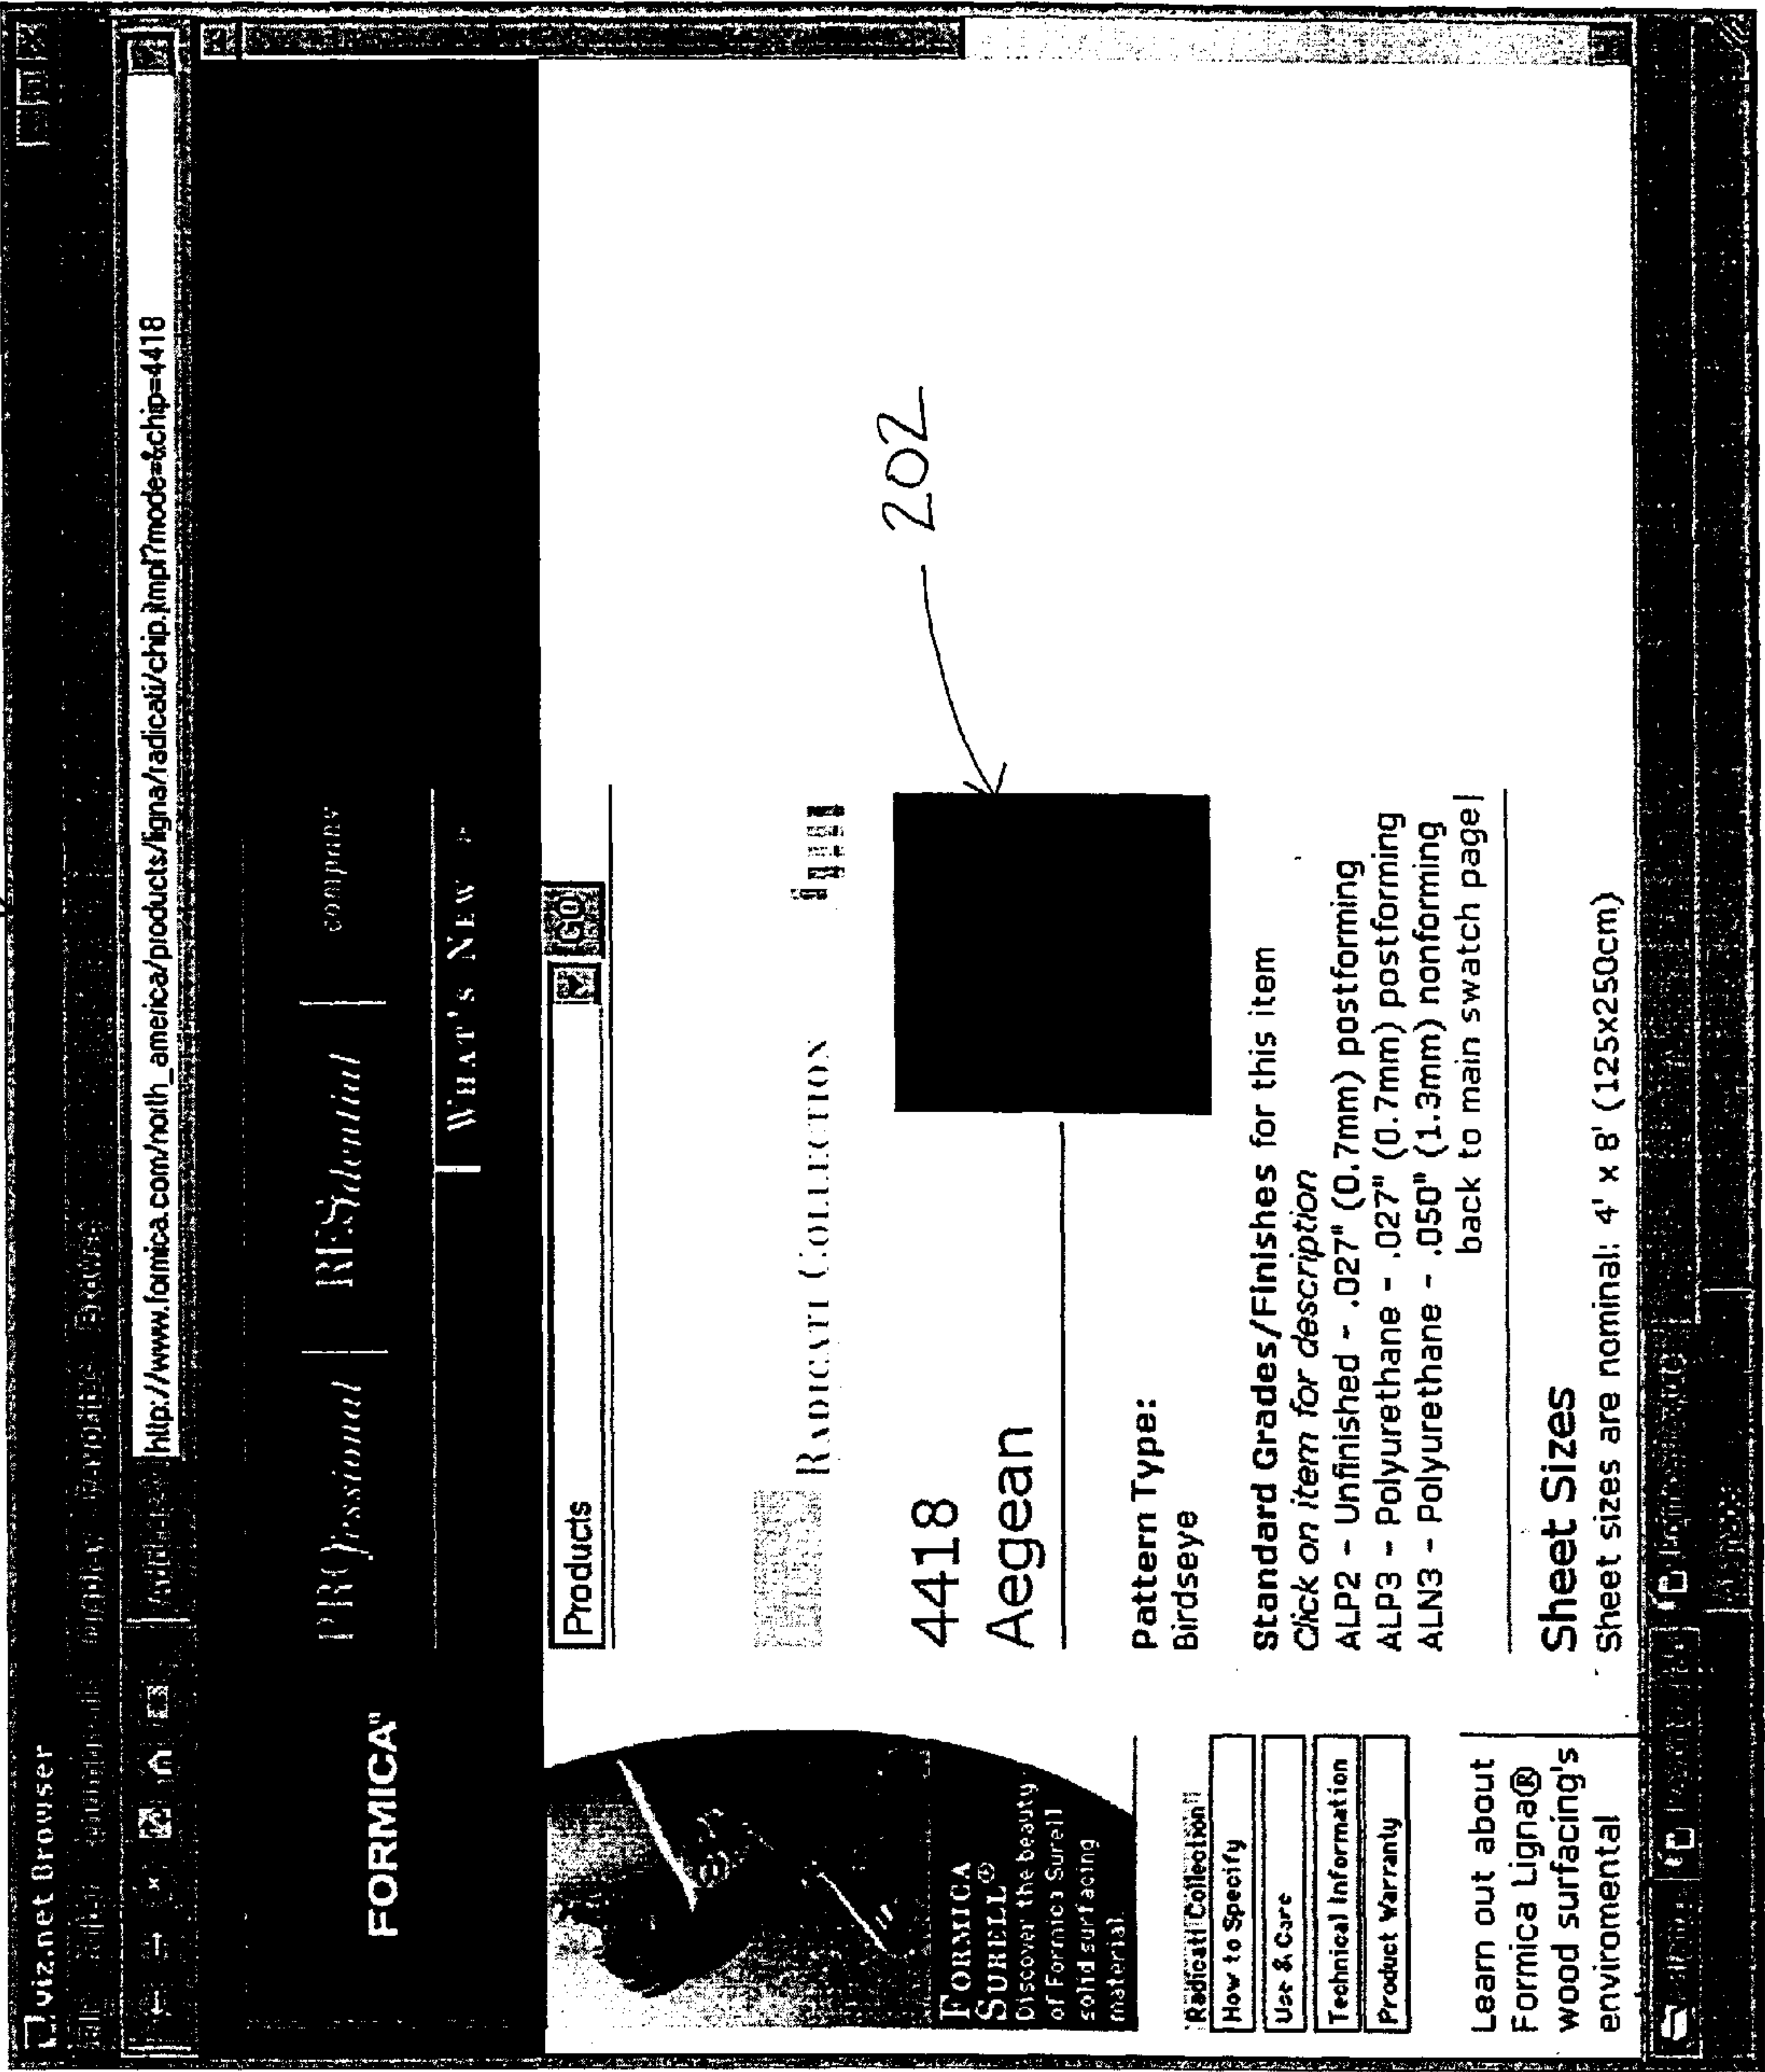 viz.net Browser
http://www.formica.com/north_america/products/ligna/radicati/chip.jtmpl?mode=&chip=4418
FORMICA"
PROfessional
RESidential
company
WHAT'S NEW
Products
GO
FORMICA
SURELL®
Discover the beauty
of Formica Surell
solid surfacing
material
Radicati Collection
How to Specify
Use & Care
Technical Information
Product Warranty
Learn out about
Formica Ligna®
wood surfacing's
enviromental
RADICATI COLLECTION
4418
Aegean
202
Pattern Type:
Birdseye
Standard Grades/Finishes for this item
Click on item for description
ALP2 - Unfinished - .027" (0.7mm) postforming
ALP3 - Polyurethane - .027" (0.7mm) postforming
ALN3 - Polyurethane - .050" (1.3mm) nonforming
back to main swatch page|
Sheet Sizes
Sheet sizes are nominal: 4' x 8' (125x250cm)